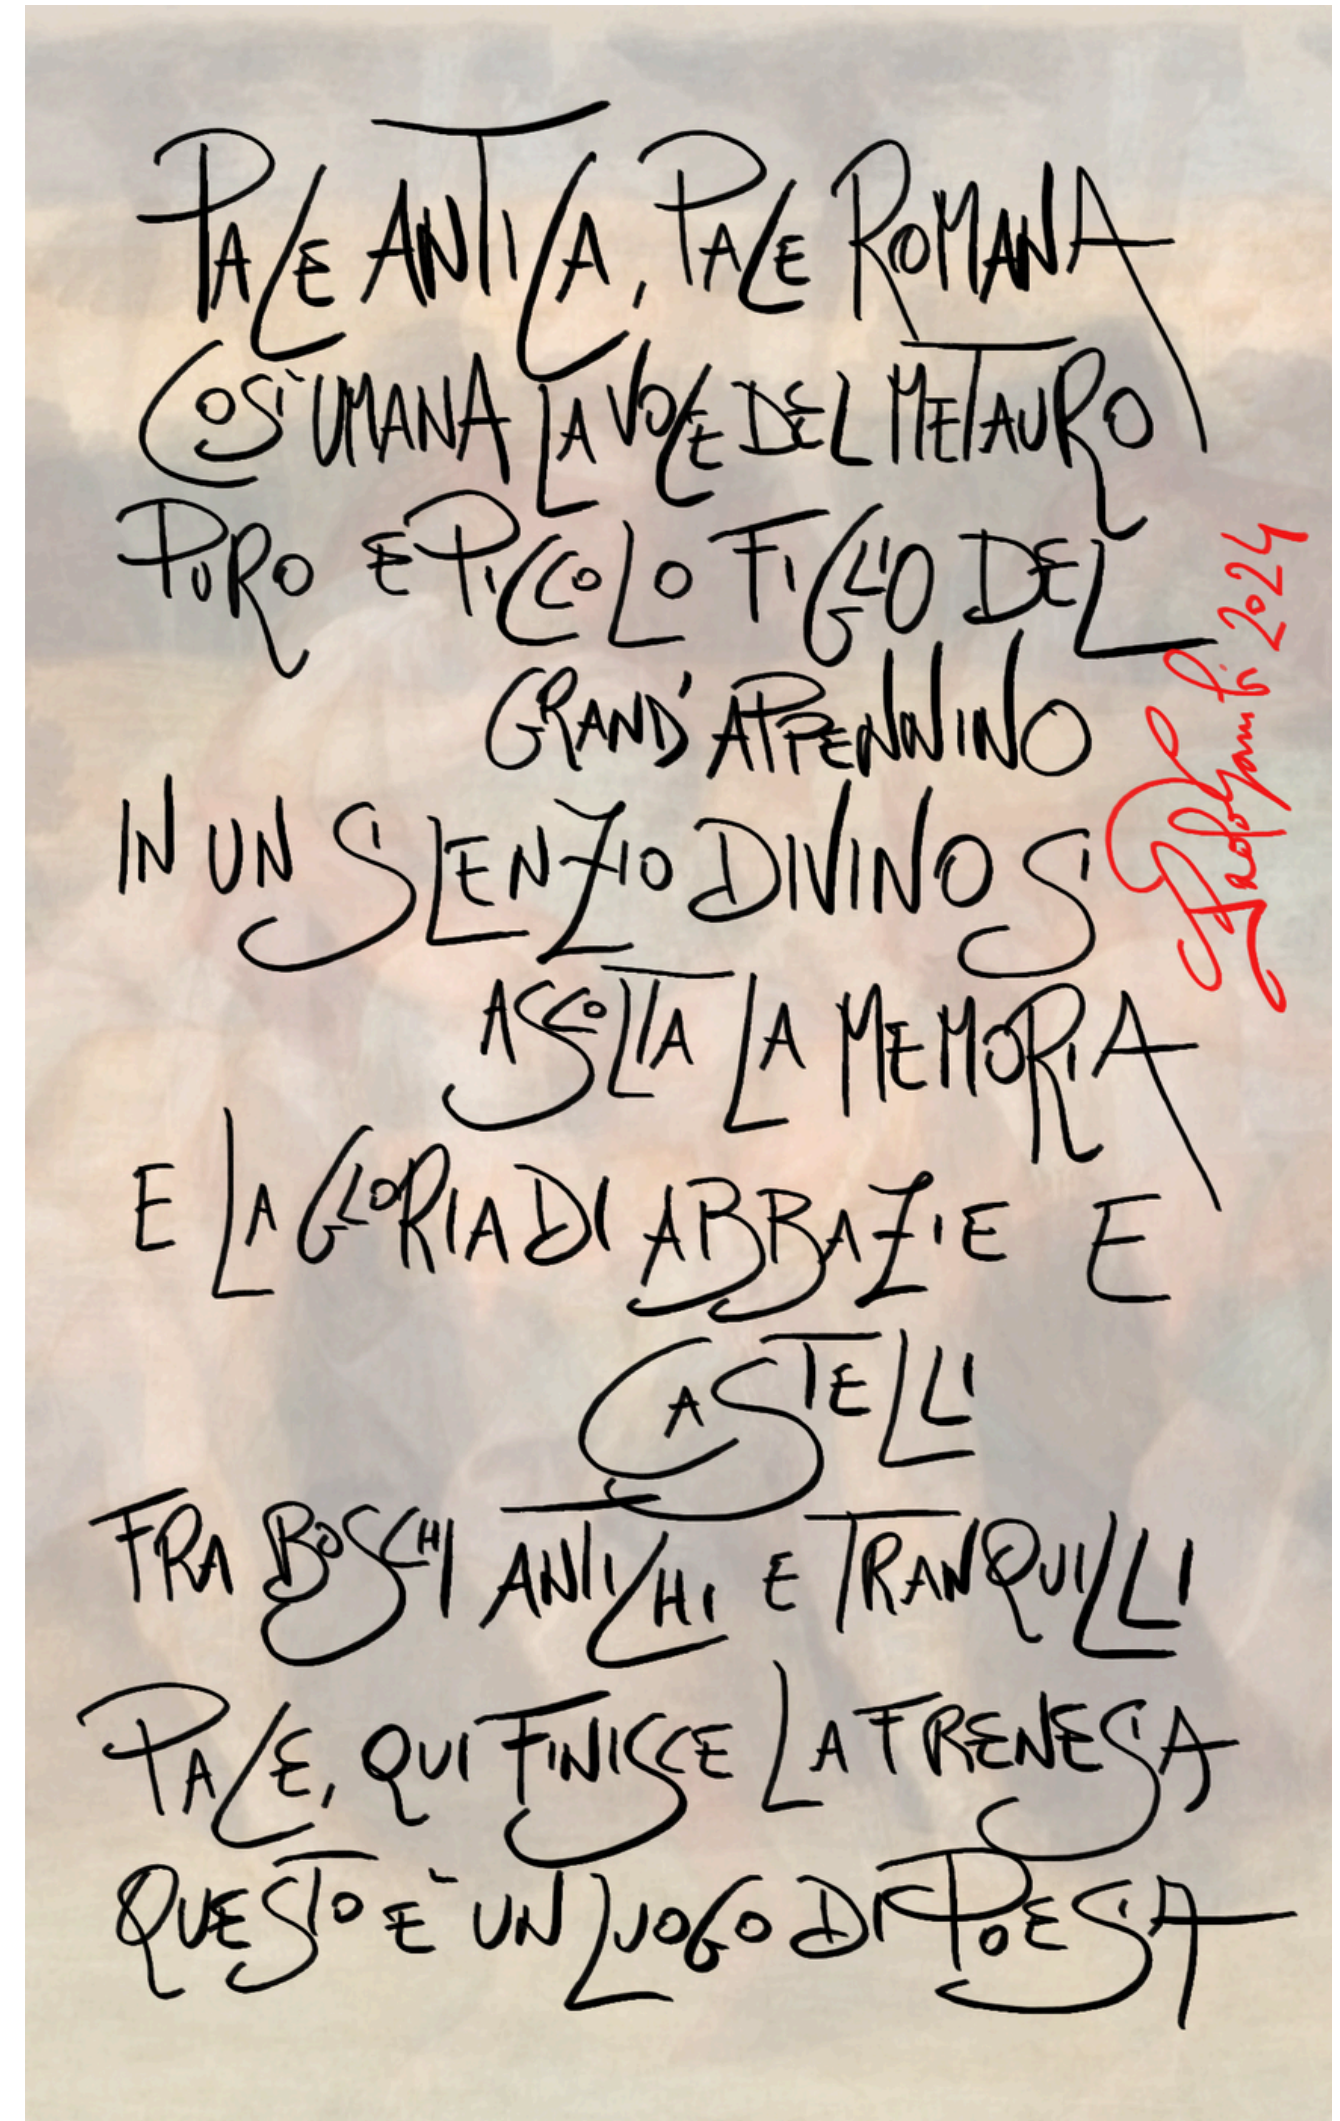 PACE ANTICA, PACE ROMANA
COSÌ UMANA LA VOCE DEL METAURO
PURO E PICCOLO FIGLIO DEL
GRAND' APPENNINO
IN UN SILENZIO DIVINO SI
ASCOLTA LA MEMORIA
E LA GLORIA DI ABBAZIE E
CASTELLI
FRA BOSCHI ANTICHI E TRANQUILLI
PACE, QUI FINISCE LA FRENESIA
QUESTO È UN LUOGO DI POESIA
2024